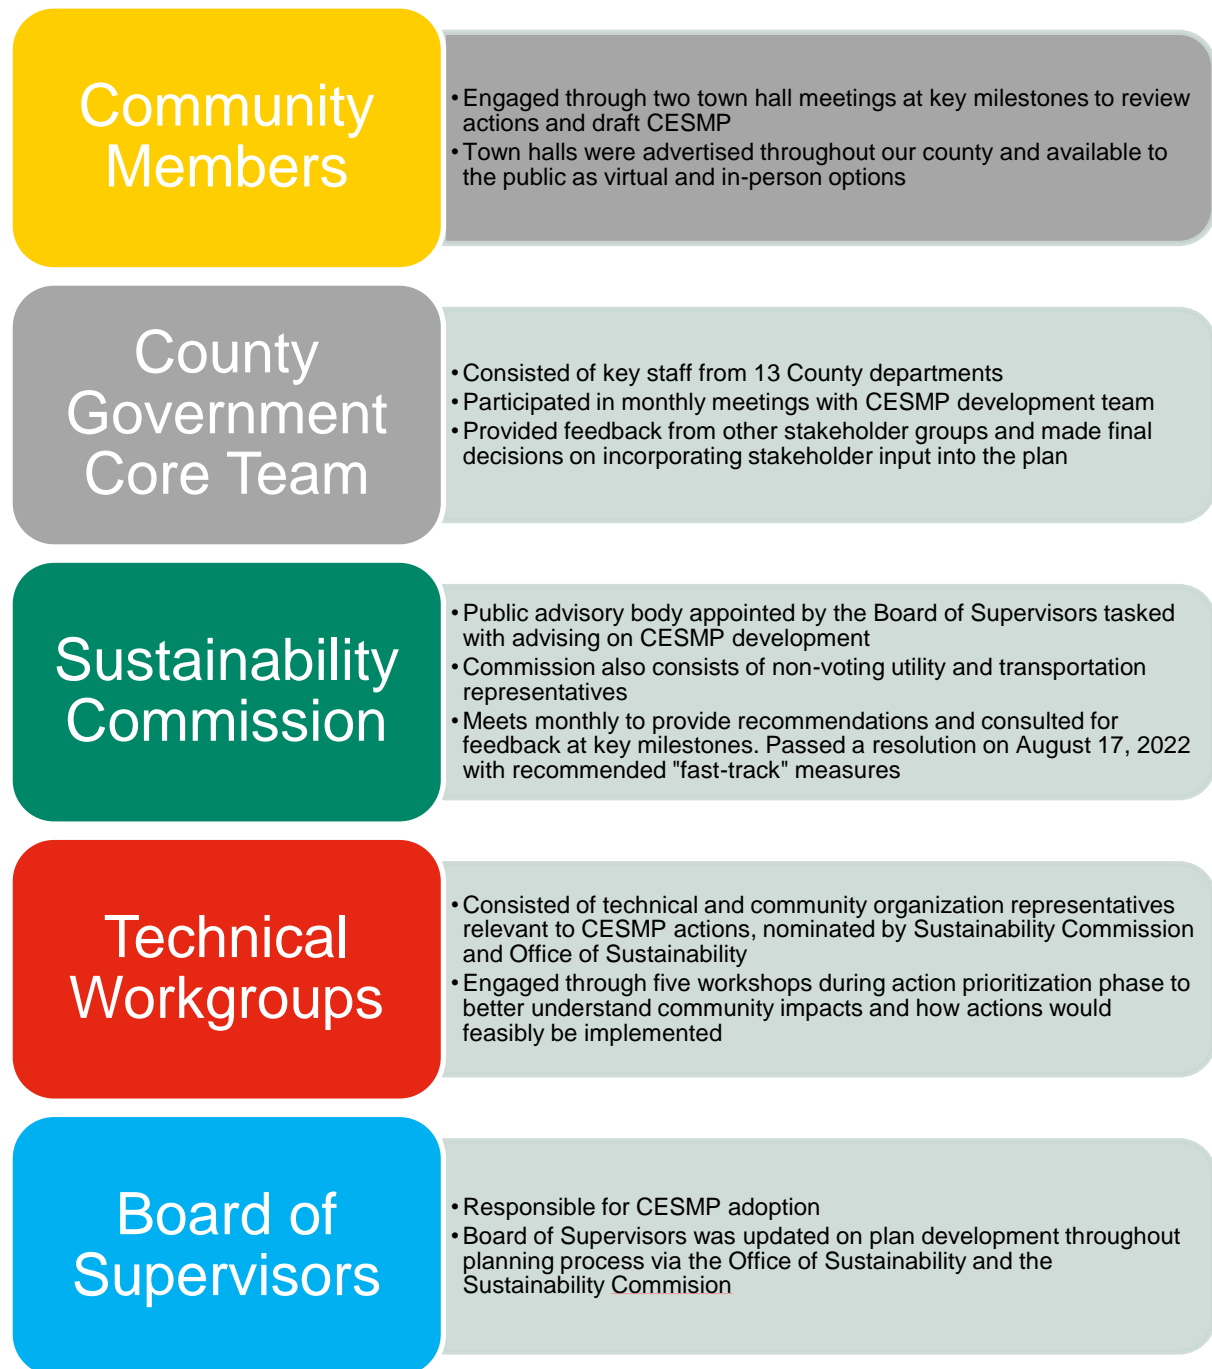 Community
Members
• Engaged through two town hall meetings at key milestones to review
actions and draft CESMP
• Town halls were advertised throughout our county and available to
the public as virtual and in-person options
County
Government
Core Team
• Consisted of key staff from 13 County departments
• Participated in monthly meetings with CESMP development team
• Provided feedback from other stakeholder groups and made final
decisions on incorporating stakeholder input into the plan
Sustainability
Commission
• Public advisory body appointed by the Board of Supervisors tasked
with advising on CESMP development
• Commission also consists of non-voting utility and transportation
representatives
• Meets monthly to provide recommendations and consulted for
feedback at key milestones. Passed a resolution on August 17, 2022
with recommended "fast-track" measures
Technical
Workgroups
• Consisted of technical and community organization representatives
relevant to CESMP actions, nominated by Sustainability Commission
and Office of Sustainability
• Engaged through five workshops during action prioritization phase to
better understand community impacts and how actions would
feasibly be implemented
Board of
Supervisors
• Responsible for CESMP adoption
• Board of Supervisors was updated on plan development throughout
planning process via the Office of Sustainability and the
Sustainability Commision